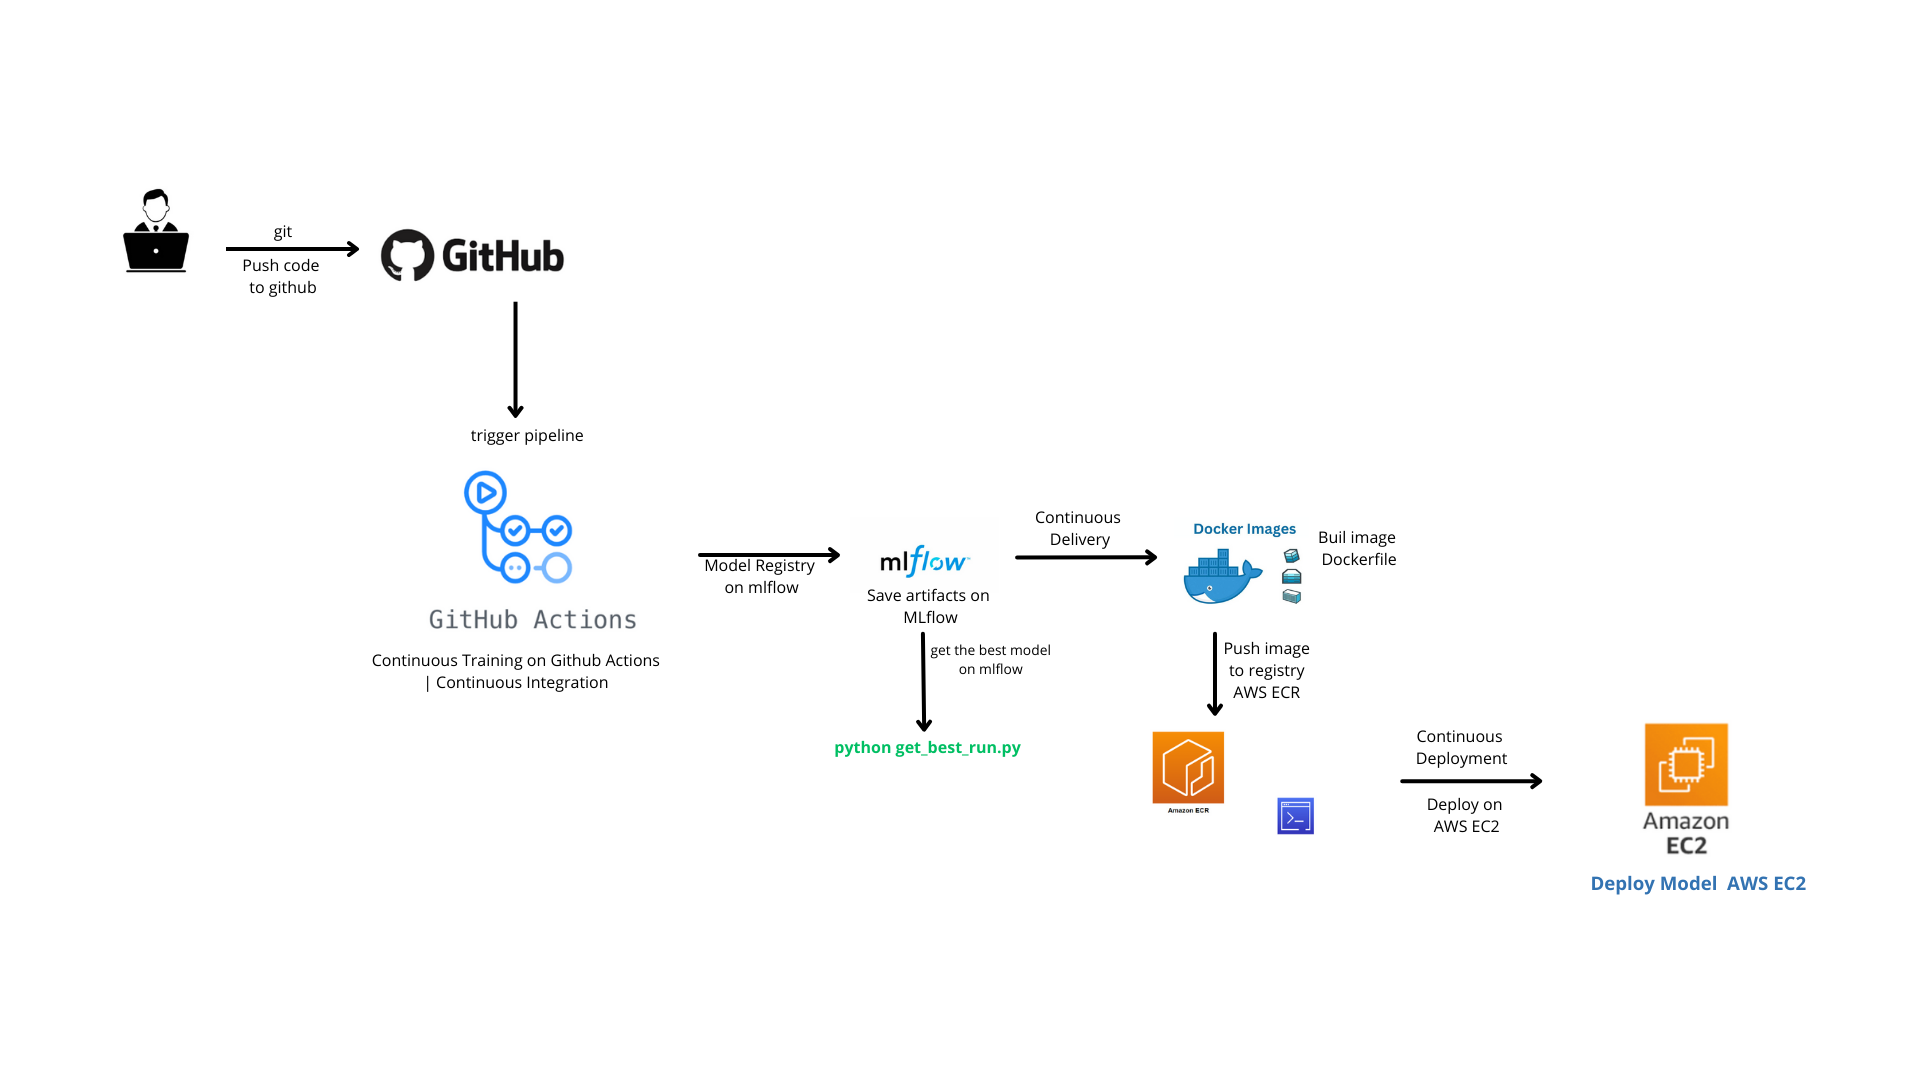 git
Push code
to github
GitHub
trigger pipeline
GitHub Actions
Continuous Training on Github Actions
| Continuous Integration
Model Registry
on mlflow
mlflow™
Save artifacts on
MLflow
get the best model
on mlflow
python get_best_run.py
Continuous
Delivery
Docker Images
Buil image
Dockerfile
Push image
to registry
AWS ECR
Amazon ECR
>_
Continuous
Deployment
Deploy on
AWS EC2
Amazon
EC2
Deploy Model AWS EC2